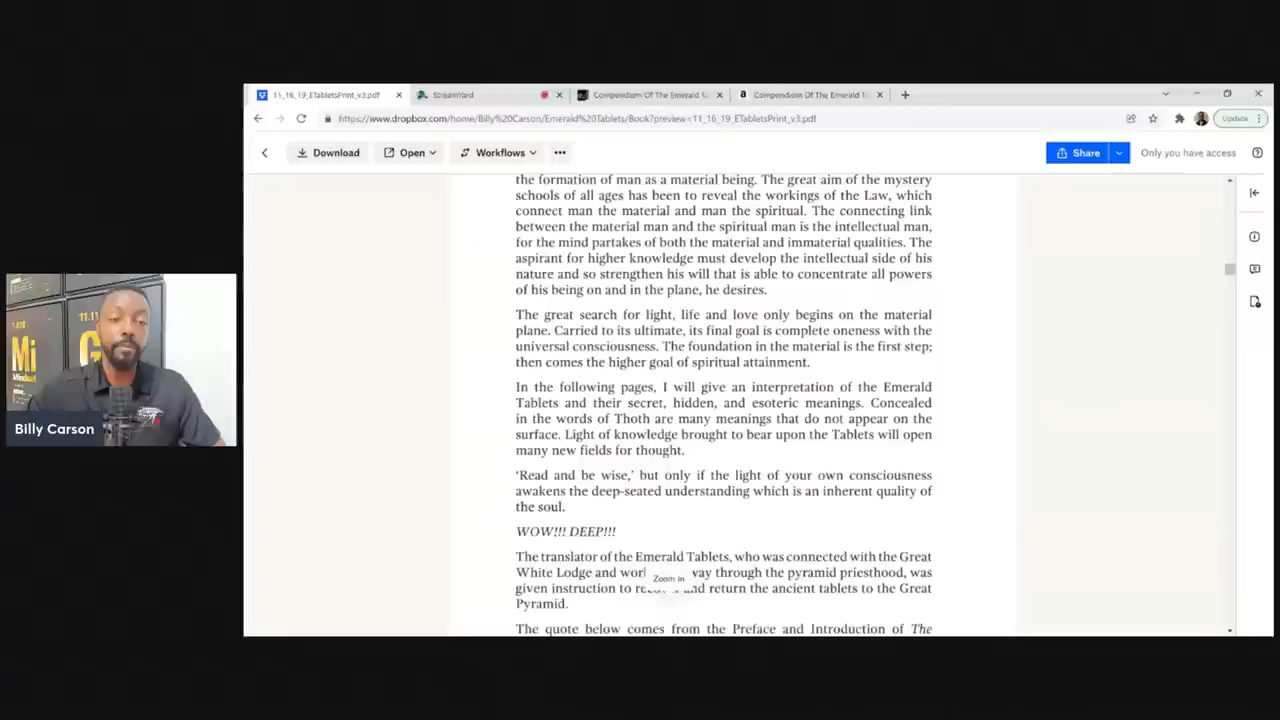 11_16_19_ETabletsPrint_v3.pdf
StreamYard
Compendium Of The Emerald
Compendium Of The Emerald
https://www.dropbox.com/home/Billy%20Carson/Emerald%20Tablets/Book?preview=11_16_19_ETabletsPrint_v3.pdf
Update
Download
Open
Workflows
Share
Only you have access
the formation of man as a material being. The great aim of the mystery
schools of all ages has been to reveal the workings of the Law, which
connect man the material and man the spiritual. The connecting link
between the material man and the spiritual man is the intellectual man,
for the mind partakes of both the material and immaterial qualities. The
aspirant for higher knowledge must develop the intellectual side of his
nature and so strengthen his will that is able to concentrate all powers
of his being on and in the plane, he desires.
The great search for light, life and love only begins on the material
plane. Carried to its ultimate, its final goal is complete oneness with the
universal consciousness. The foundation in the material is the first step;
then comes the higher goal of spiritual attainment.
In the following pages, I will give an interpretation of the Emerald
Tablets and their secret, hidden, and esoteric meanings. Concealed
in the words of Thoth are many meanings that do not appear on the
surface. Light of knowledge brought to bear upon the Tablets will open
many new fields for thought.
‘Read and be wise,’ but only if the light of your own consciousness
awakens the deep-seated understanding which is an inherent quality of
the soul.
WOW!!! DEEP!!!
The translator of the Emerald Tablets, who was connected with the Great
White Lodge and way through the pyramid priesthood, was
Zoom in
given instruction to and return the ancient tablets to the Great
Pyramid.
The quote below comes from the Preface and Introduction of The
11.11
Mi
G
Mindset
Billy Carson